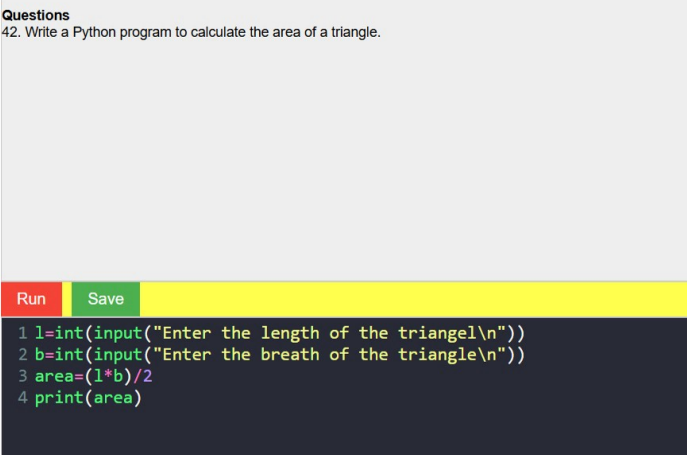 Questions
42. Write a Python program to calculate the area of a triangle.
Run Save
1 l=int(input("Enter the length of the triangel\n"))
2 b=int(input("Enter the breath of the triangle\n"))
3 area=(l*b)/2
4 print(area)